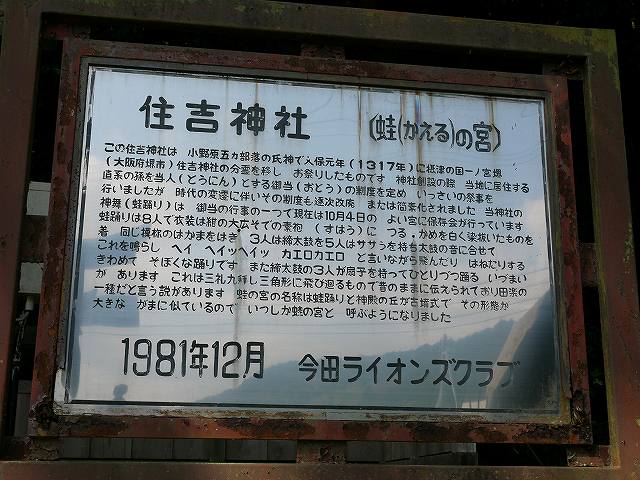 住吉神社 (蛙(かえる)の宮)
この住吉神社は 小野原五カ部落の氏神で 保元年(1317年)に摂津の国一ノ宮堺
(大阪府堺市)住吉神社の分霊を移し お祭りしたものです 神社創設の際 当地に居住する
直系の孫を当人(とうにん)とする御当(おとう)の制度を定め いっさいの祭事を
行いましたが 時代の変遷に伴いその制度も逐次改廃 または簡素化されました 当神社の
神舞(蛙踊り)は 御当の行事の一つで現在は10月4日の よい宮に保存会が行っています
蛙踊りは8人で衣装は紺の大広そでの素袍 (すほう)に つる.かめを白く染抜いたものを
着 同じ模様のはかまをはき 3人は締太鼓を5人はササラを持ち太鼓の音に合せて
これを鳴らし ヘイ ヘイッヘイッ カエロカエロ と言いながら飛んだり はねたりする
きわめて そぼくな踊りです また締太鼓の3人が扇子を持ってひとりづつ踊る いづまい
が あります これは三礼九拝し三角形に飛び廻るもので昔のままに伝えられており田楽の
一種だと言う説があります 蛙の宮の名称は蛙踊りと神殿の丘が古墳式で その形態が
大きな がまに似ているので いつしか蛙の宮と 呼ぶようになりました
1981年12月 今田ライオンズクラブ